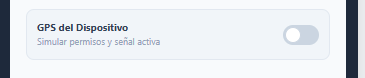 GPS del Dispositivo
Simular permisos y señal activa